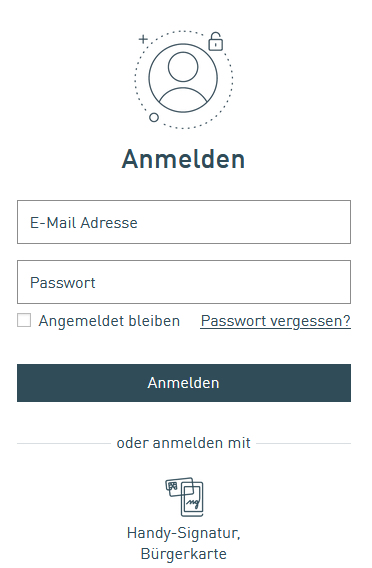 Anmelden
E-Mail Adresse
Passwort
Angemeldet bleiben Passwort vergessen?
Anmelden
oder anmelden mit
Handy-Signatur,
Bürgerkarte